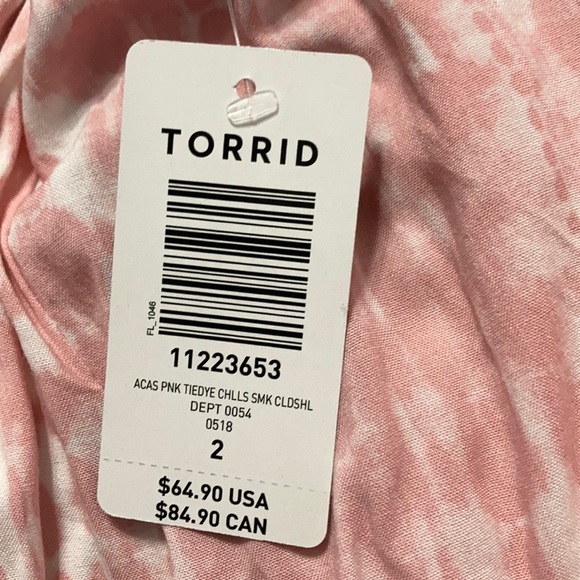 TORRID
FL_1046
11223653
ACAS PNK TIEDYE CHLLS SMK CLDSHL
DEPT 0054
0518
2
$64.90 USA
$84.90 CAN